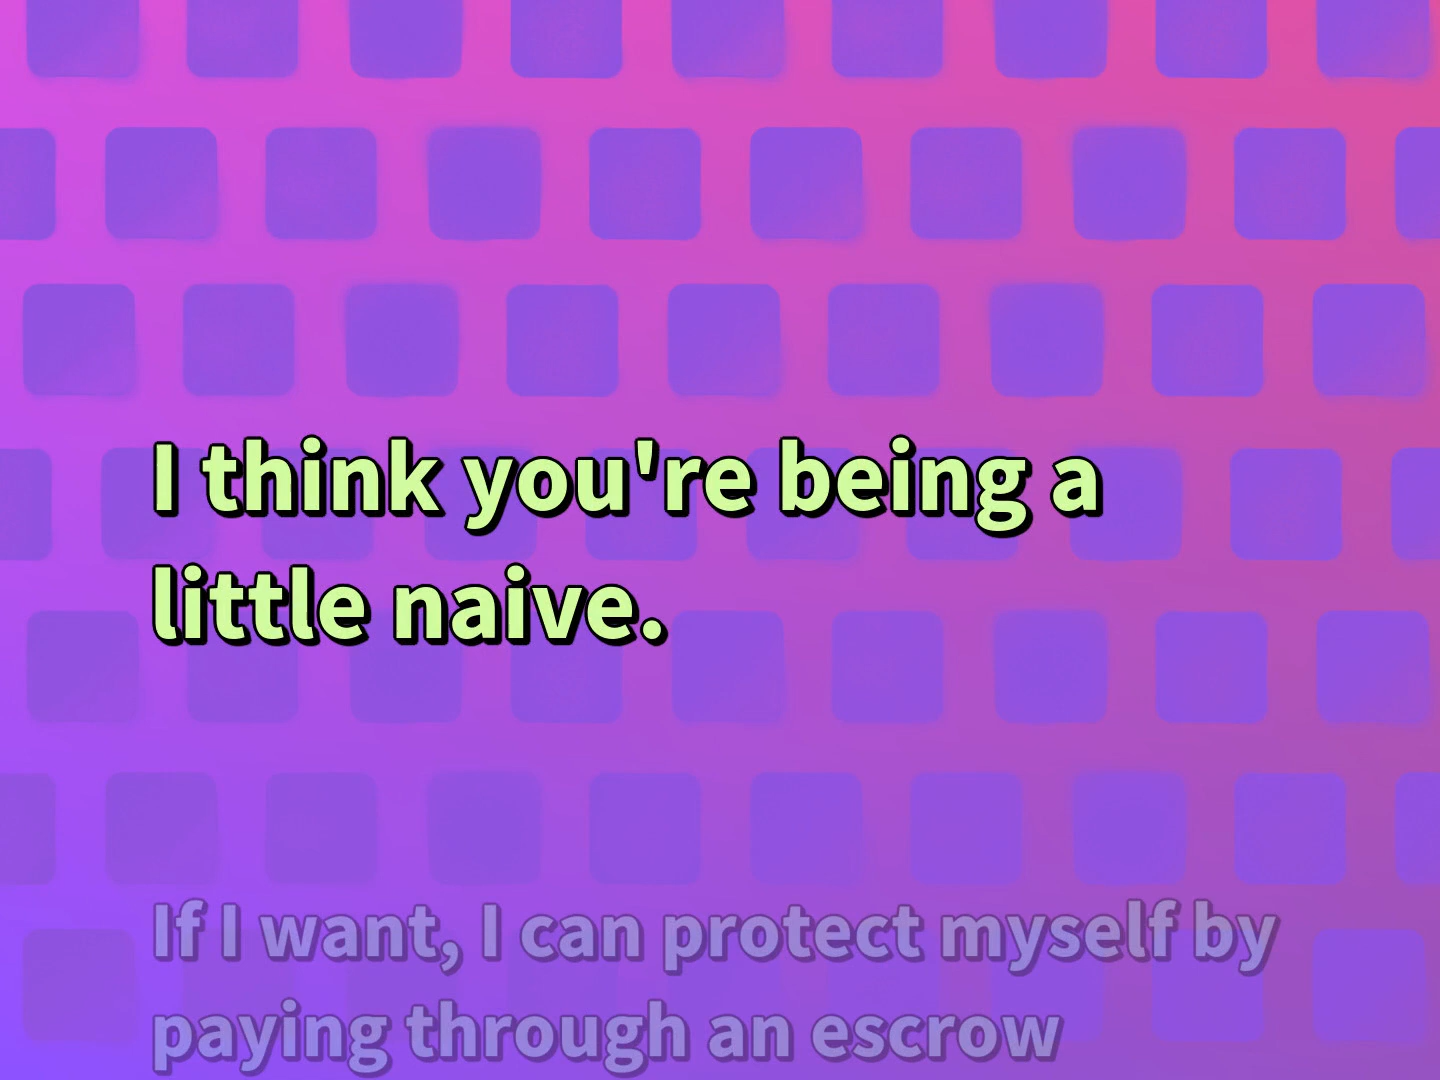 I think you're being a
little naive.
If I want, I can protect myself by
paying through an escrow